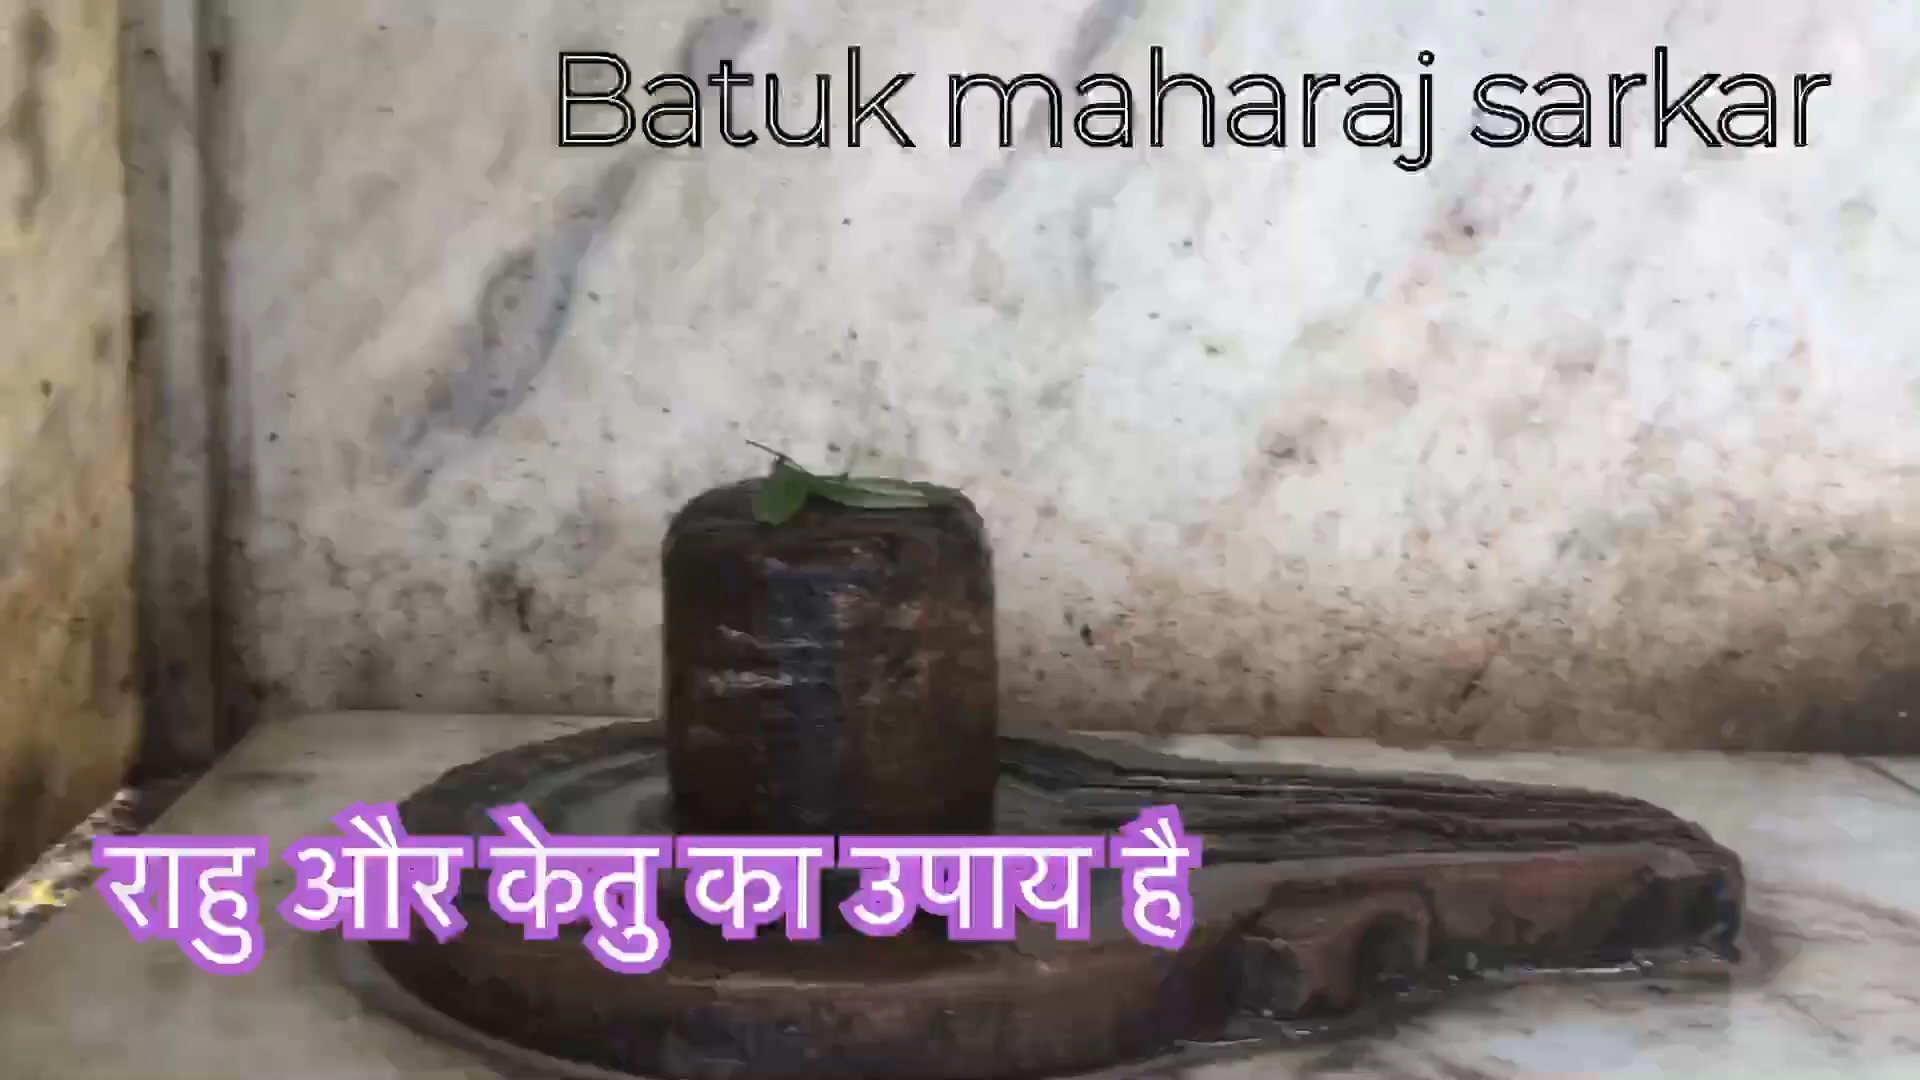 Batuk maharaj sarkar
राहु और केतु का उपाय है